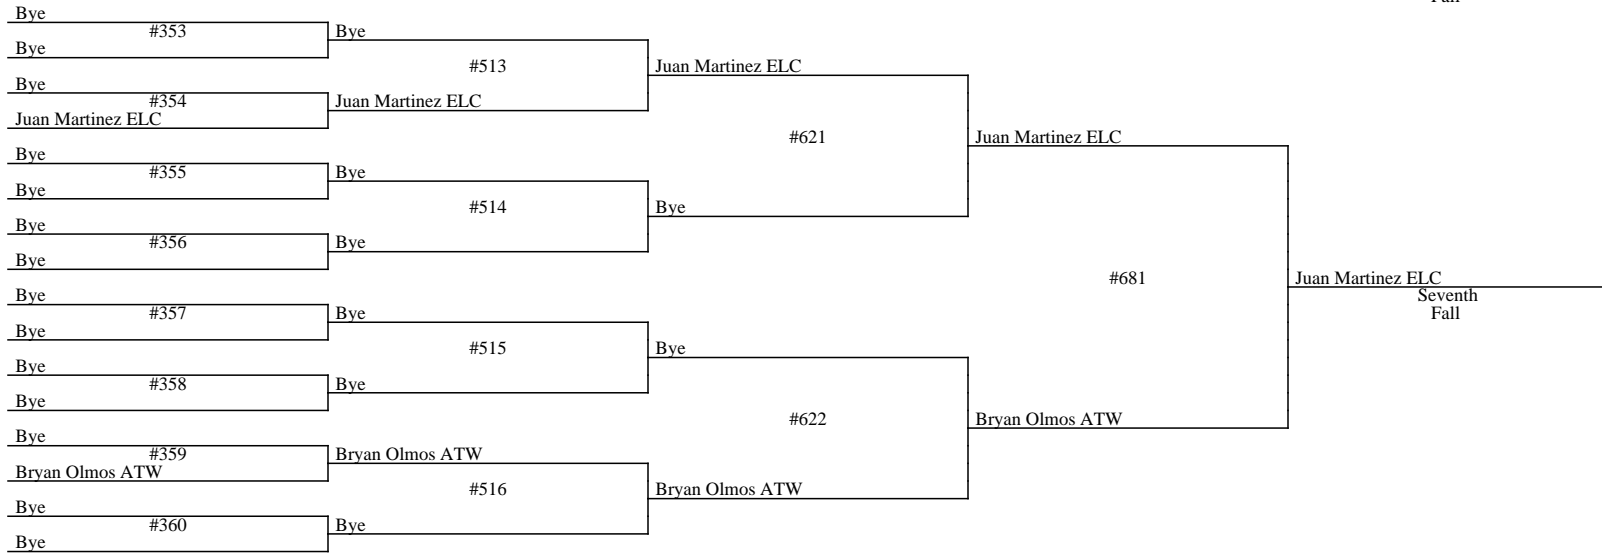 Fall
Bye
#353
Bye
Bye
#513
Juan Martinez ELC
Bye
#354
Juan Martinez ELC
Juan Martinez ELC
#621
Juan Martinez ELC
Bye
#355
Bye
Bye
#514
Bye
Bye
#356
Bye
Bye
#681
Juan Martinez ELC
Seventh
Fall
Bye
#357
Bye
Bye
#515
Bye
Bye
#358
Bye
Bye
#622
Bryan Olmos ATW
Bye
#359
Bryan Olmos ATW
Bryan Olmos ATW
#516
Bryan Olmos ATW
Bye
#360
Bye
Bye